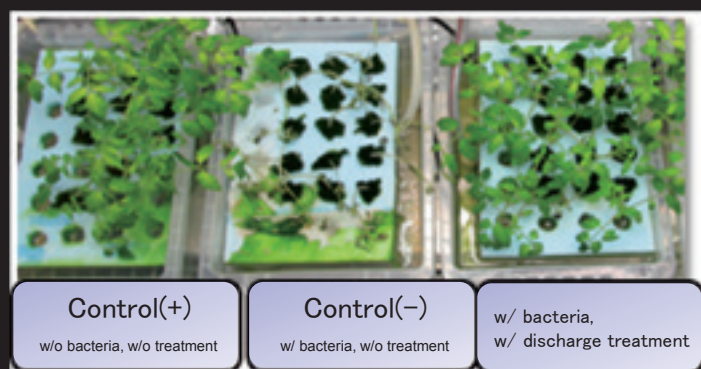 Control(+)
w/o bacteria, w/o treatment
Control(−)
w/ bacteria, w/o treatment
w/ bacteria,
w/ discharge treatment